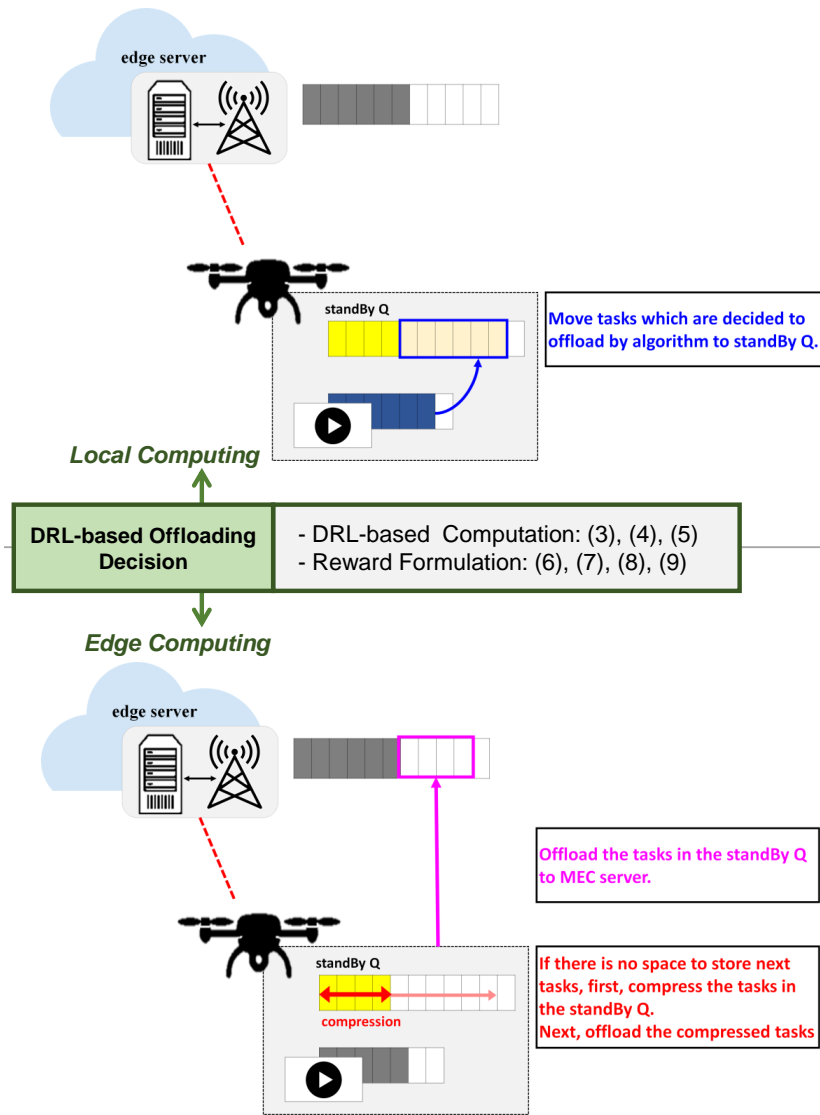 edge server
standBy Q
Move tasks which are decided to
offload by algorithm to standBy Q.
Local Computing
DRL-based Offloading
Decision
- DRL-based Computation: (3), (4), (5)
- Reward Formulation: (6), (7), (8), (9)
Edge Computing
edge server
Offload the tasks in the standBy Q
to MEC server.
standBy Q
compression
If there is no space to store next
tasks, first, compress the tasks in
the standBy Q.
Next, offload the compressed tasks